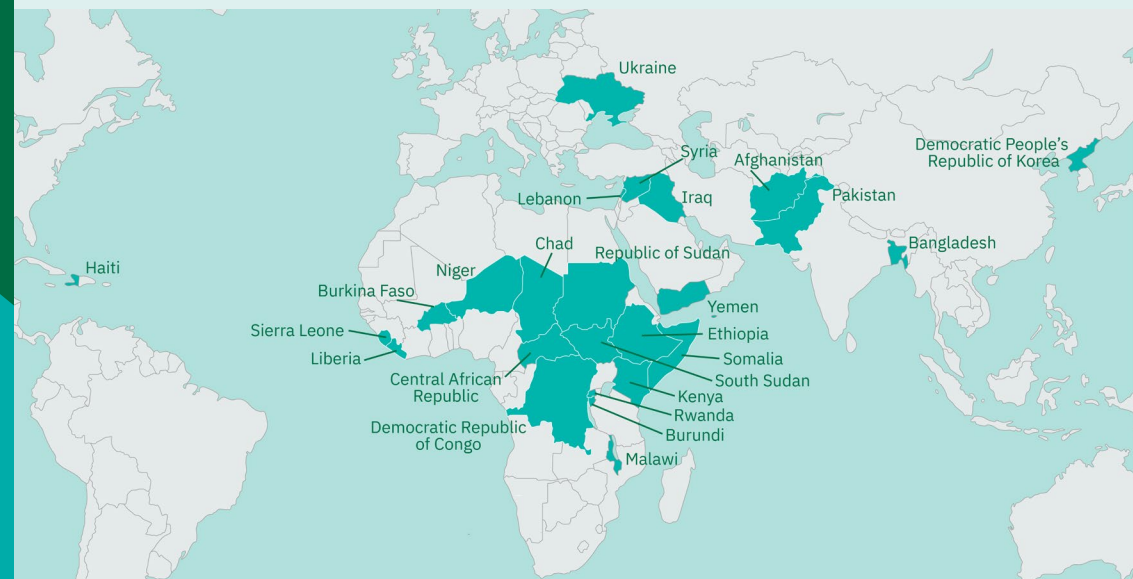 Ukraine
Syria
Afghanistan
Democratic People's
Republic of Korea
Lebanon
Iraq
Pakistan
Chad
Republic of Sudan
Bangladesh
Haiti
Niger
Burkina Faso
Yemen
Sierra Leone
Ethiopia
Liberia
Somalia
Central African
Republic
South Sudan
Kenya
Rwanda
Democratic Republic
of Congo
Burundi
Malawi